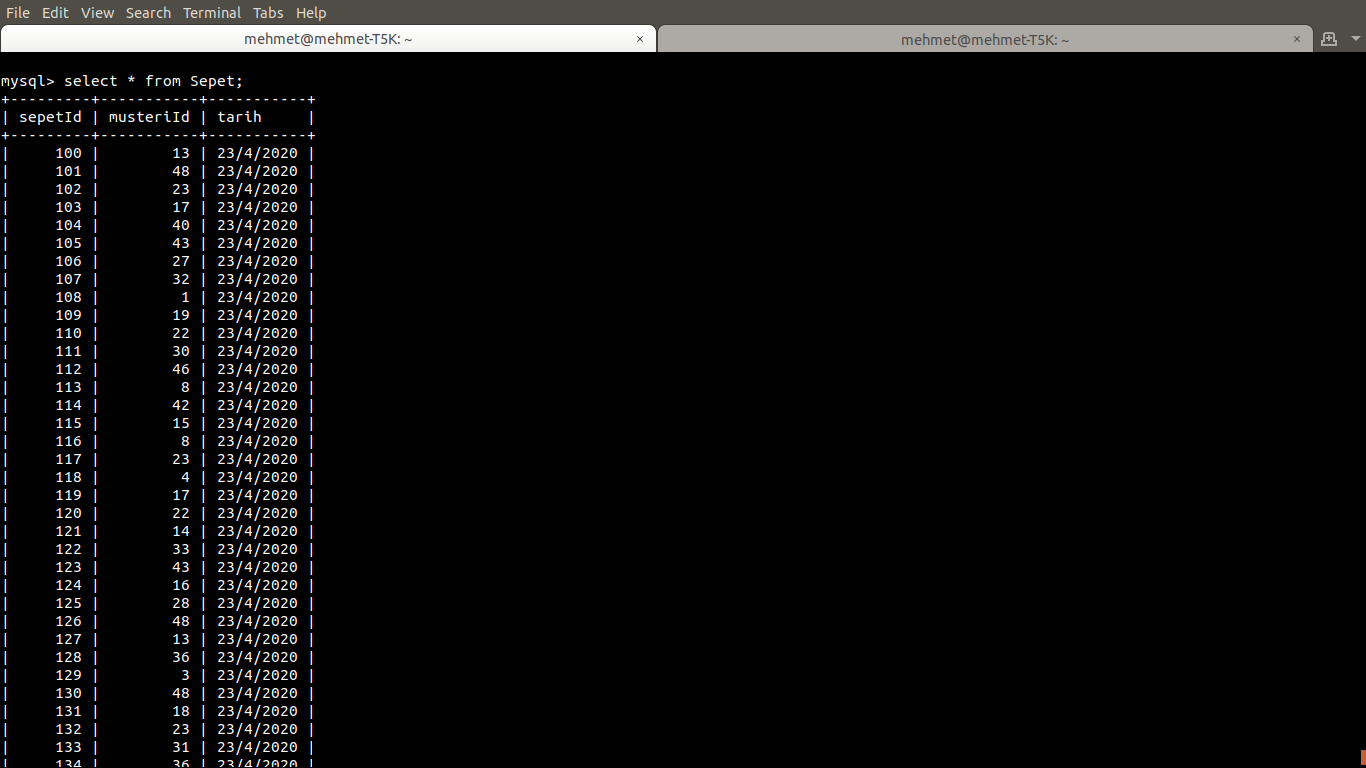 File Edit View Search Terminal Tabs Help
mehmet@mehmet-T5K: ~ × mehmet@mehmet-T5K: ~ ×
mysql> select * from Sepet;
+---------+-----------+-----------+
| sepetId | musteriId | tarih     |
+---------+-----------+-----------+
|     100 |        13 | 23/4/2020 |
|     101 |        48 | 23/4/2020 |
|     102 |        23 | 23/4/2020 |
|     103 |        17 | 23/4/2020 |
|     104 |        40 | 23/4/2020 |
|     105 |        43 | 23/4/2020 |
|     106 |        27 | 23/4/2020 |
|     107 |        32 | 23/4/2020 |
|     108 |         1 | 23/4/2020 |
|     109 |        19 | 23/4/2020 |
|     110 |        22 | 23/4/2020 |
|     111 |        30 | 23/4/2020 |
|     112 |        46 | 23/4/2020 |
|     113 |         8 | 23/4/2020 |
|     114 |        42 | 23/4/2020 |
|     115 |        15 | 23/4/2020 |
|     116 |         8 | 23/4/2020 |
|     117 |        23 | 23/4/2020 |
|     118 |         4 | 23/4/2020 |
|     119 |        17 | 23/4/2020 |
|     120 |        22 | 23/4/2020 |
|     121 |        14 | 23/4/2020 |
|     122 |        33 | 23/4/2020 |
|     123 |        43 | 23/4/2020 |
|     124 |        16 | 23/4/2020 |
|     125 |        28 | 23/4/2020 |
|     126 |        48 | 23/4/2020 |
|     127 |        13 | 23/4/2020 |
|     128 |        36 | 23/4/2020 |
|     129 |         3 | 23/4/2020 |
|     130 |        48 | 23/4/2020 |
|     131 |        18 | 23/4/2020 |
|     132 |        23 | 23/4/2020 |
|     133 |        31 | 23/4/2020 |
|     134 |        36 | 23/4/2020 |